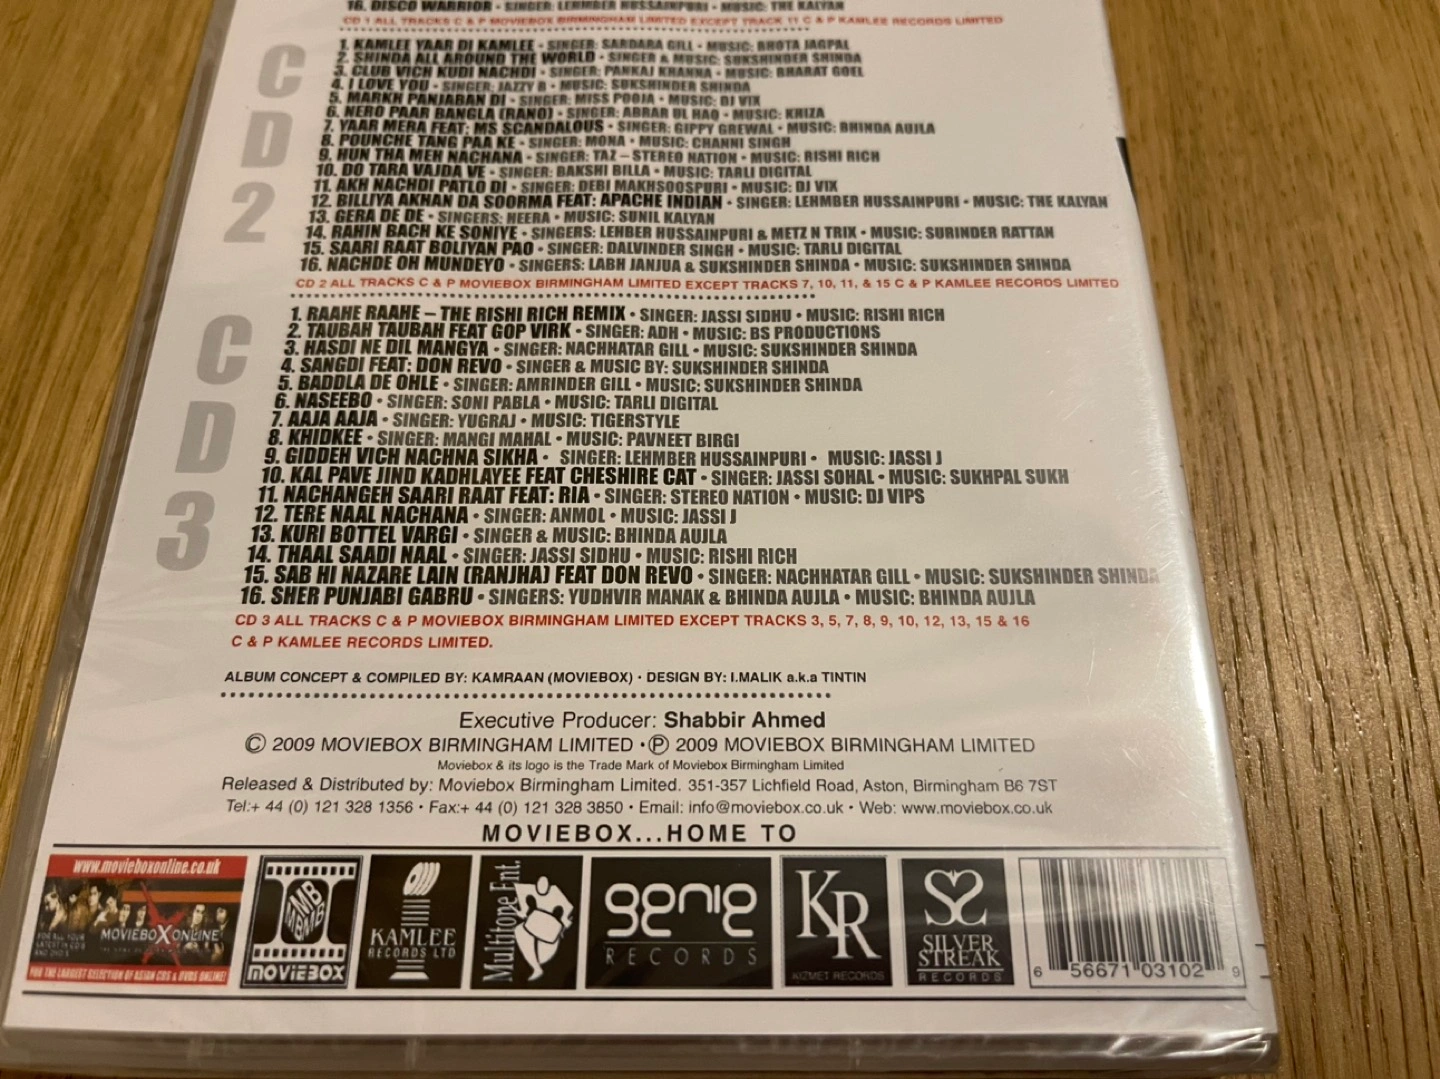 16. DISCO WARRIOR • SINGER: LEHMBER HUSSAINPURI • MUSIC: THE KALYAN
CD 1 ALL TRACKS C & P MOVIEBOX BIRMINGHAM LIMITED EXCEPT TRACK 11 C & P KAMLEE RECORDS LIMITED
CD 2
1. KAMLEE YAAR DI KAMLEE • SINGER: SARDARA GILL • MUSIC: BHOTA JAGPAL
2. SHINDA ALL AROUND THE WORLD • SINGER & MUSIC: SUKSHINDER SHINDA
3. CLUB VICH KUDI NACHDI • SINGER: PANKAJ KHANNA • MUSIC: BHARAT GOEL
4. I LOVE YOU • SINGER: JAZZY B • MUSIC: SUKSHINDER SHINDA
5. MARKH PANJABAN DI • SINGER: MISS POOJA • MUSIC: DJ VIX
6. NERO PAAR BANGLA (RANO) • SINGER: ABRAR UL HAQ • MUSIC: KHIZA
7. YAAR MERA FEAT: MS SCANDALOUS • SINGER: GIPPY GREWAL • MUSIC: BHINDA AUJLA
8. POUNCHE TANG PAA KE • SINGER: MONA • MUSIC: CHANNI SINGH
9. HUN THA MEH NACHANA • SINGER: TAZ – STEREO NATION • MUSIC: RISHI RICH
10. DO TARA VAJDA VE • SINGER: BAKSHI BILLA • MUSIC: TARLI DIGITAL
11. AKH NACHDI PATLO DI • SINGER: DEBI MAKHSOOSPURI • MUSIC: DJ VIX
12. BILLIYA AKHAN DA SOORMA FEAT: APACHE INDIAN • SINGER: LEHMBER HUSSAINPURI • MUSIC: THE KALYAN
13. GERA DE DE • SINGERS: HEERA • MUSIC: SUNIL KALYAN
14. RAHIN BACH KE SONIYE • SINGERS: LEHBER HUSSAINPURI & METZ N TRIX • MUSIC: SURINDER RATTAN
15. SAARI RAAT BOLIYAN PAO • SINGER: DALVINDER SINGH • MUSIC: TARLI DIGITAL
16. NACHDE OH MUNDEYO • SINGERS: LABH JANJUA & SUKSHINDER SHINDA • MUSIC: SUKSHINDER SHINDA
CD 2 ALL TRACKS C & P MOVIEBOX BIRMINGHAM LIMITED EXCEPT TRACKS 7, 10, 11, & 15 C & P KAMLEE RECORDS LIMITED
CD 3
1. RAAHE RAAHE – THE RISHI RICH REMIX • SINGER: JASSI SIDHU • MUSIC: RISHI RICH
2. TAUBAH TAUBAH FEAT GOP VIRK • SINGER: ADH • MUSIC: BS PRODUCTIONS
3. HASDI NE DIL MANGYA • SINGER: NACHHATAR GILL • MUSIC: SUKSHINDER SHINDA
4. SANGDI FEAT: DON REVO • SINGER & MUSIC BY: SUKSHINDER SHINDA
5. BADDLA DE OHLE • SINGER: AMRINDER GILL • MUSIC: SUKSHINDER SHINDA
6. NASEEBO • SINGER: SONI PABLA • MUSIC: TARLI DIGITAL
7. AAJA AAJA • SINGER: YUGRAJ • MUSIC: TIGERSTYLE
8. KHIDKEE • SINGER: MANGI MAHAL • MUSIC: PAVNEET BIRGI
9. GIDDEH VICH NACHNA SIKHA • SINGER: LEHMBER HUSSAINPURI • MUSIC: JASSI J
10. KAL PAVE JIND KADHLAYEE FEAT CHESHIRE CAT • SINGER: JASSI SOHAL • MUSIC: SUKHPAL SUKH
11. NACHANGEH SAARI RAAT FEAT: RIA • SINGER: STEREO NATION • MUSIC: DJ VIPS
12. TERE NAAL NACHANA • SINGER: ANMOL • MUSIC: JASSI J
13. KURI BOTTEL VARGI • SINGER & MUSIC: BHINDA AUJLA
14. THAAL SAADI NAAL • SINGER: JASSI SIDHU • MUSIC: RISHI RICH
15. SAB HI NAZARE LAIN (RANJHA) FEAT DON REVO • SINGER: NACHHATAR GILL • MUSIC: SUKSHINDER SHINDA
16. SHER PUNJABI GABRU • SINGERS: YUDHVIR MANAK & BHINDA AUJLA • MUSIC: BHINDA AUJLA
CD 3 ALL TRACKS C & P MOVIEBOX BIRMINGHAM LIMITED EXCEPT TRACKS 3, 5, 7, 8, 9, 10, 12, 13, 15 & 16
C & P KAMLEE RECORDS LIMITED.
ALBUM CONCEPT & COMPILED BY: KAMRAAN (MOVIEBOX) • DESIGN BY: I.MALIK a.k.a TINTIN
Executive Producer: Shabbir Ahmed
© 2009 MOVIEBOX BIRMINGHAM LIMITED • ℗ 2009 MOVIEBOX BIRMINGHAM LIMITED
Moviebox & its logo is the Trade Mark of Moviebox Birmingham Limited
Released & Distributed by: Moviebox Birmingham Limited. 351-357 Lichfield Road, Aston, Birmingham B6 7ST
Tel:+ 44 (0) 121 328 1356 • Fax:+ 44 (0) 121 328 3850 • Email: info@moviebox.co.uk • Web: www.moviebox.co.uk
MOVIEBOX...HOME TO
www.movieboxonline.co.uk
MOVIEBOXONLINE
FOR THE LARGEST SELECTION OF ASIAN CDS & DVDS ONLINE!
MOVIEBOX
KAMLEE
RECORDS LTD
Multitone Ent.
genie
RECORDS
KR
KIZMET RECORDS
SS
SILVER
STREAK
RECORDS
6 56671 03102 9